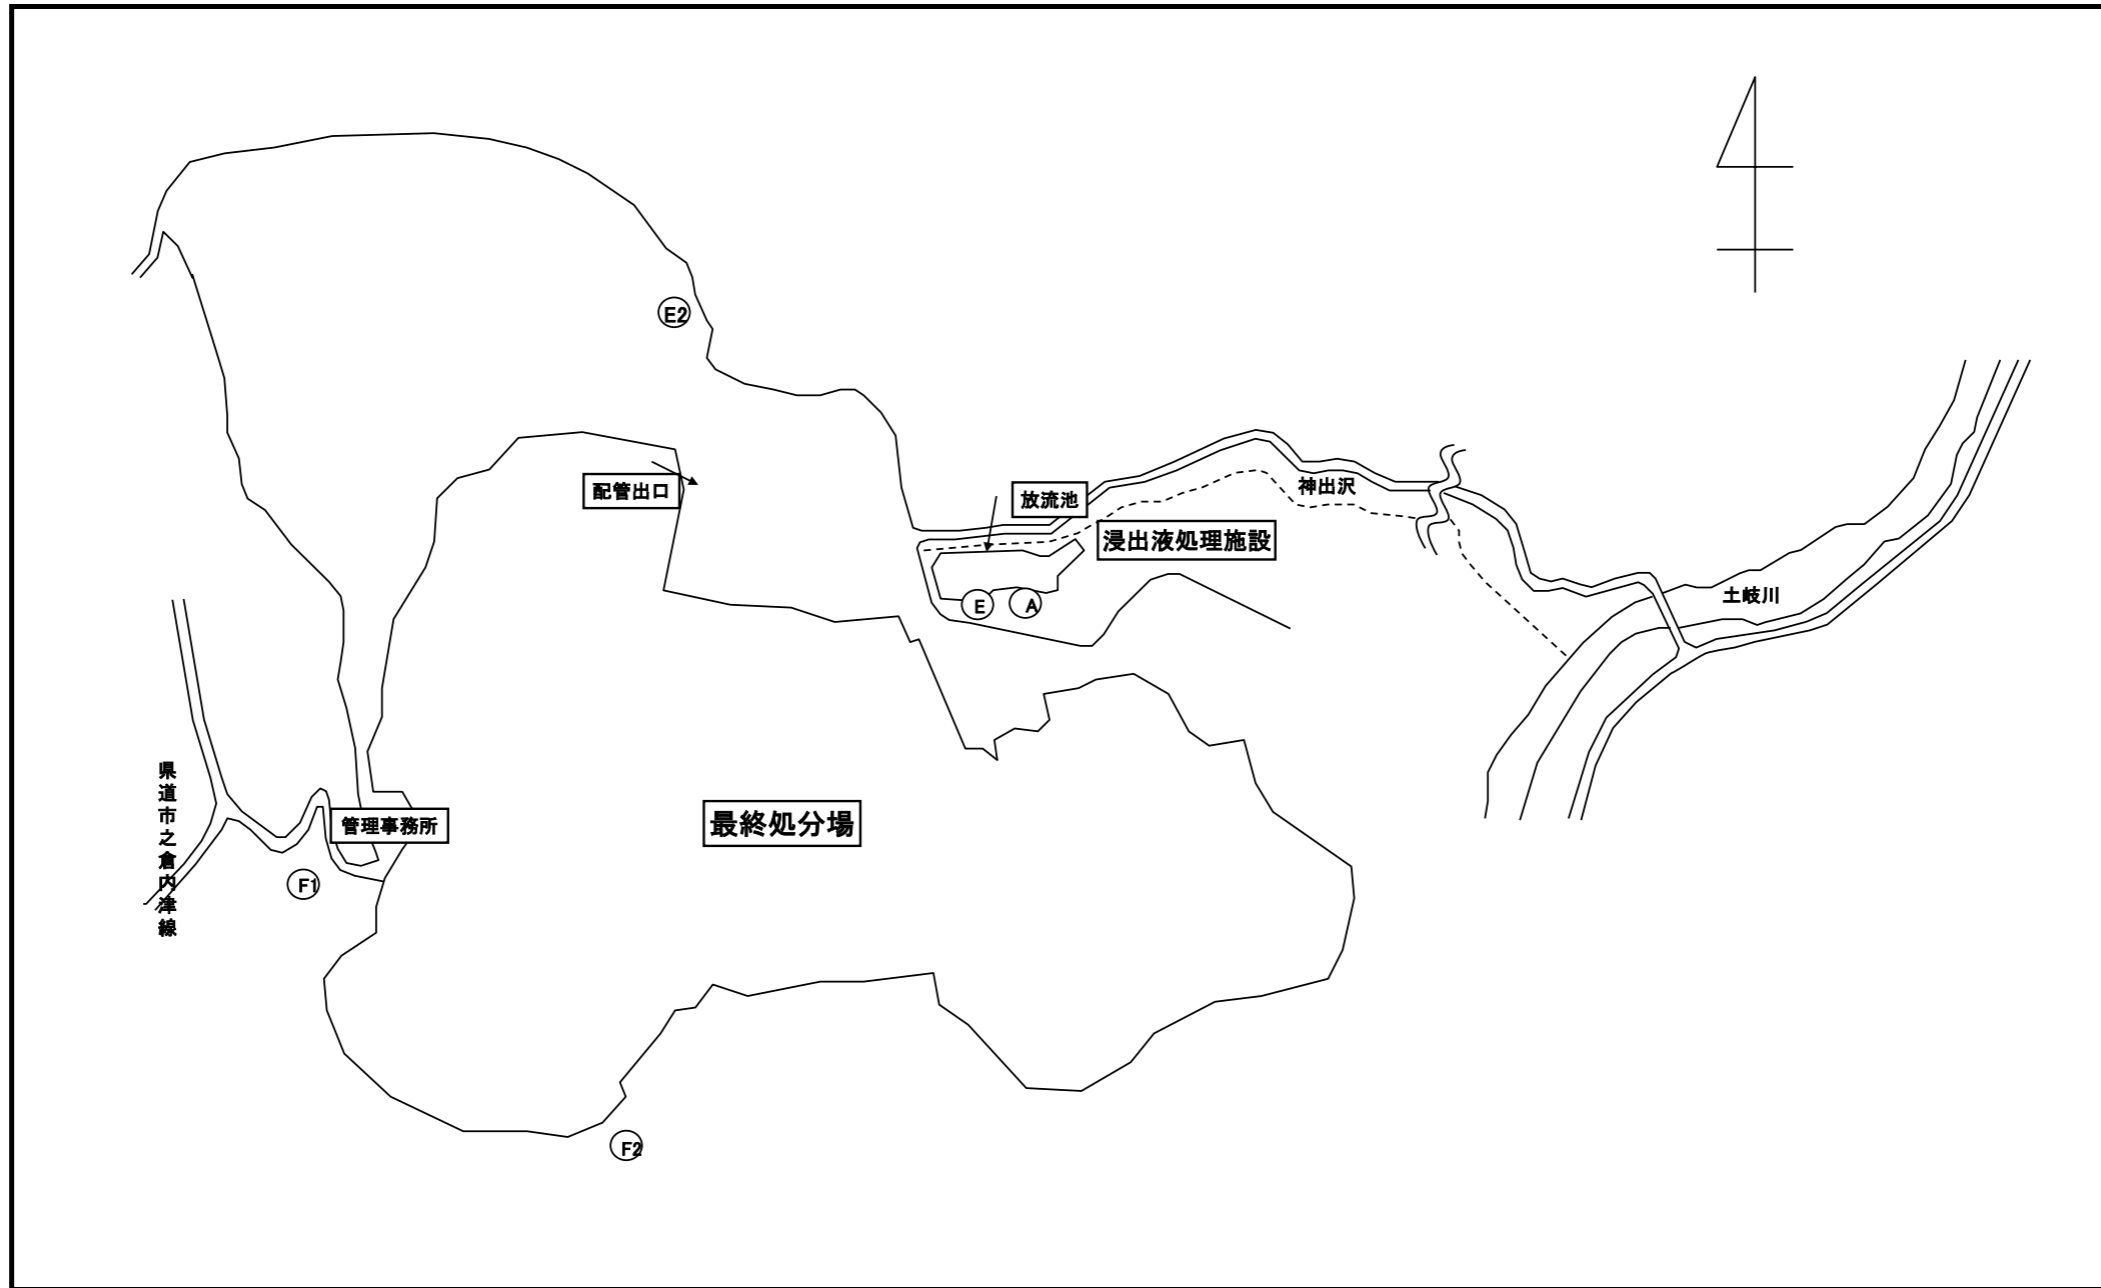 E2
配管出口
放流池
神出沢
浸出液処理施設
E
A
土岐川
県道市之倉内津線
管理事務所
最終処分場
F1
F2